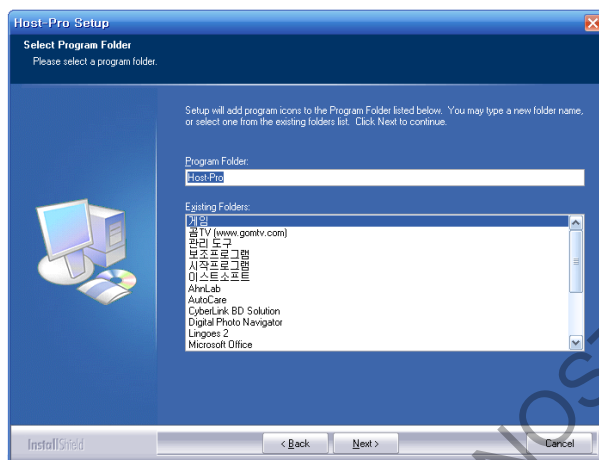 Host-Pro Setup
Select Program Folder
Please select a program folder.
Setup will add program icons to the Program Folder listed below. You may type a new folder name,
or select one from the existing folders list. Click Next to continue.
Program Folder:
Host-Pro
Existing Folders:
게임
곰TV (www.gomtv.com)
관리 도구
보조프로그램
시작프로그램
이스트소프트
AhnLab
AutoCare
CyberLink BD Solution
Digital Photo Navigator
Lingoes 2
Microsoft Office
InstallShield
< Back
Next >
Cancel
NOST